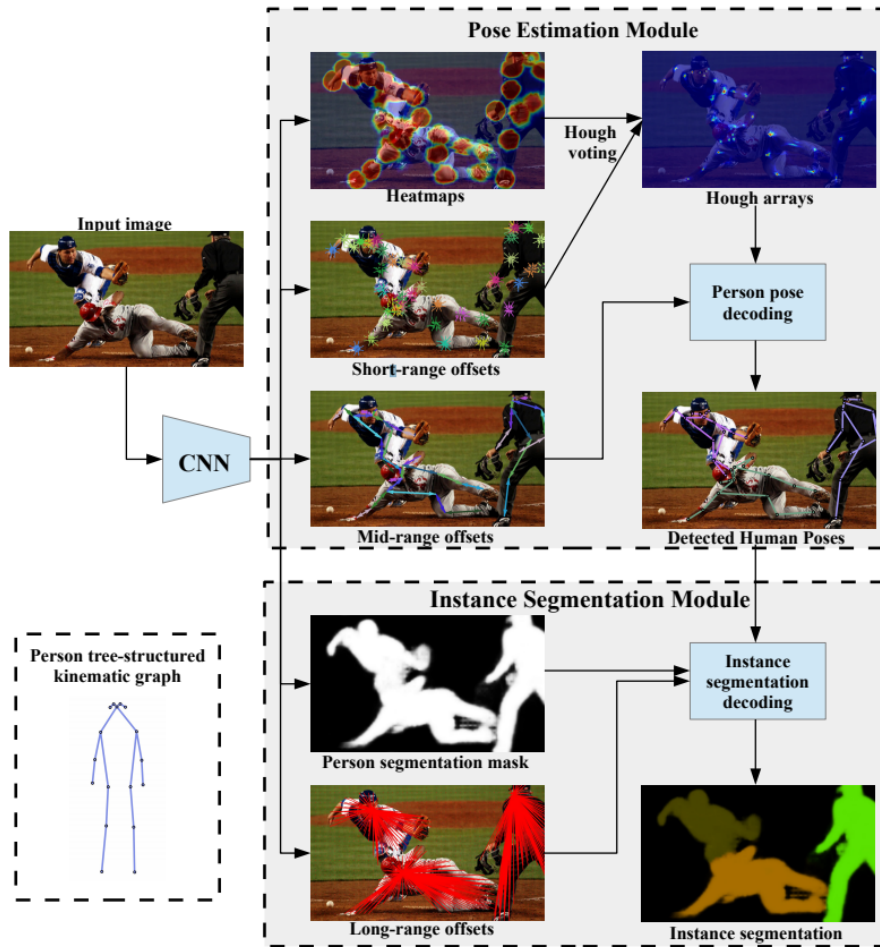 Pose Estimation Module
Heatmaps
Hough
voting
Hough arrays
Input image
Short-range offsets
Person pose
decoding
CNN
Mid-range offsets
Detected Human Poses
Instance Segmentation Module
Person tree-structured
kinematic graph
Person segmentation mask
Instance
segmentation
decoding
Long-range offsets
Instance segmentation